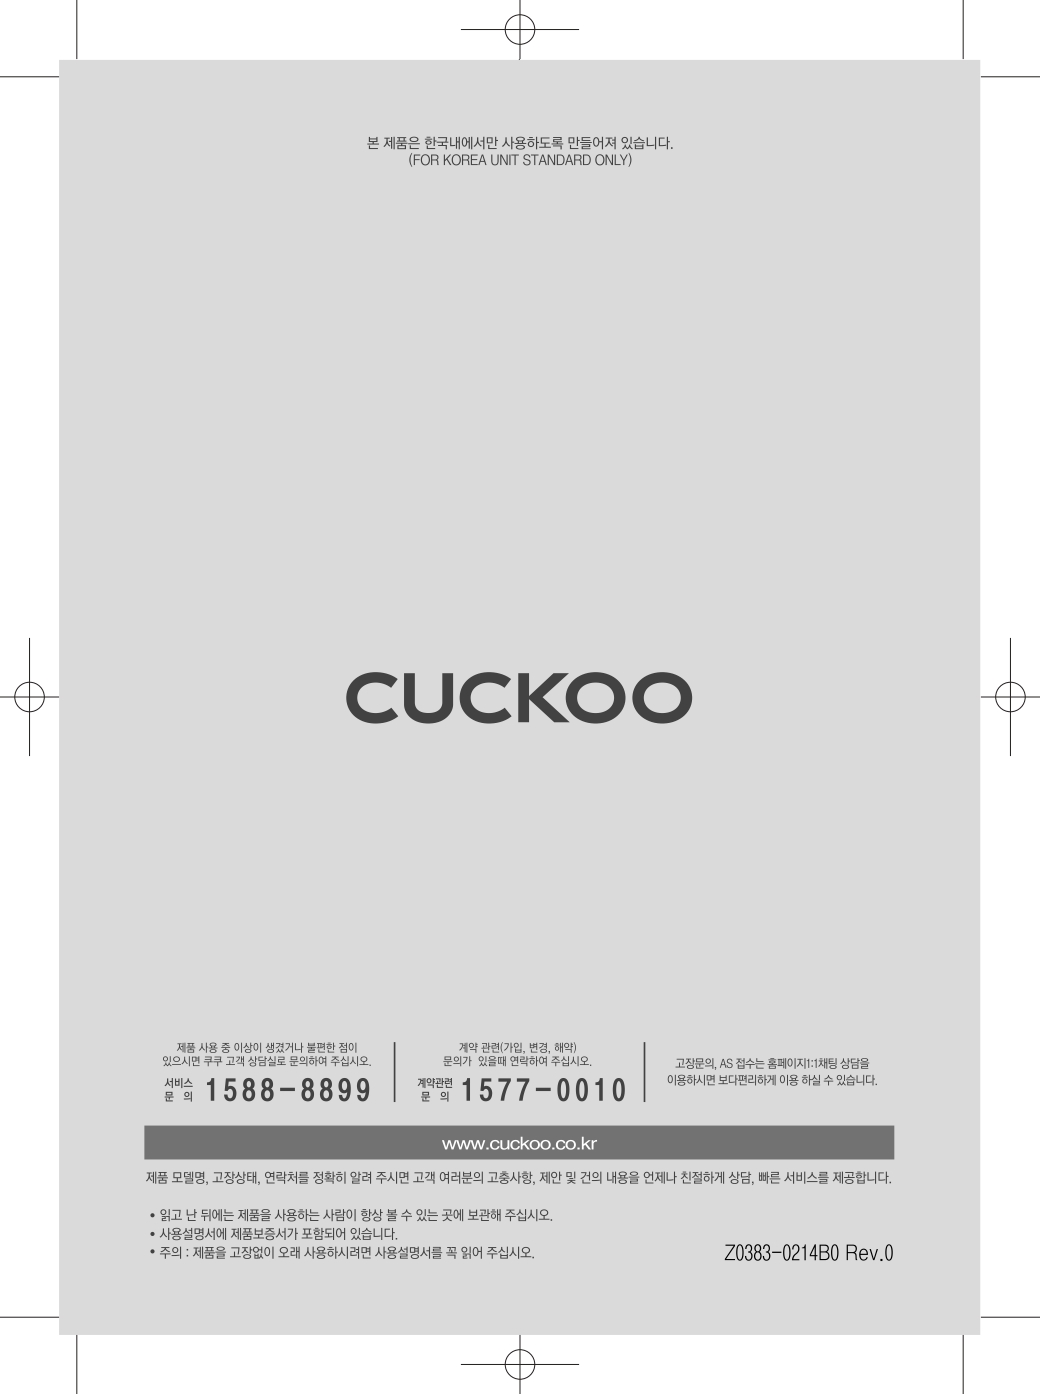 본 제품은 한국내에서만 사용하도록 만들어져 있습니다.
(FOR KOREA UNIT STANDARD ONLY)
CUCKOO
제품 사용 중 이상이 생겼거나 불편한 점이
있으시면 쿠쿠 고객 상담실로 문의하여 주십시오.
서비스
문 의 1588-8899
계약 관련(가입, 변경, 해약)
문의가 있을때 연락하여 주십시오.
계약관련
문 의 1577-0010
고장문의, AS 접수는 홈페이지1:1채팅 상담을
이용하시면 보다편리하게 이용 하실 수 있습니다.
www.cuckoo.co.kr
제품 모델명, 고장상태, 연락처를 정확히 알려 주시면 고객 여러분의 고충사항, 제안 및 건의 내용을 언제나 친절하게 상담, 빠른 서비스를 제공합니다.
• 읽고 난 뒤에는 제품을 사용하는 사람이 항상 볼 수 있는 곳에 보관해 주십시오.
• 사용설명서에 제품보증서가 포함되어 있습니다.
• 주의 : 제품을 고장없이 오래 사용하시려면 사용설명서를 꼭 읽어 주십시오.
Z0383-0214B0 Rev.0